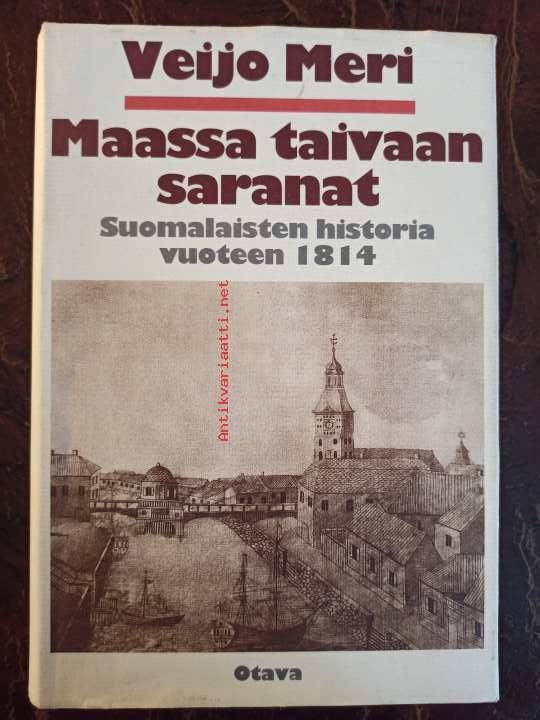 Veijo Meri
Maassa taivaan
saranat
Suomalaisten historia
vuoteen 1814
Antikvariaatti.net
Otava